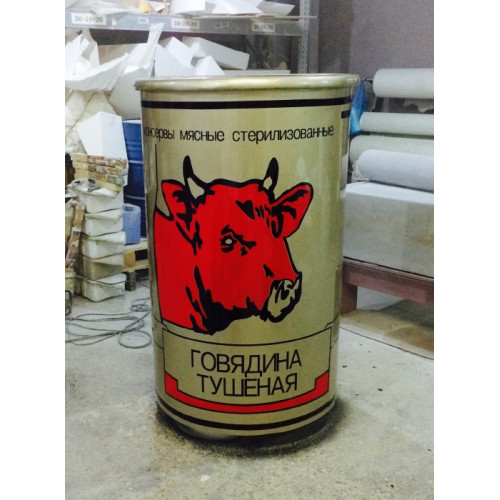 консервы мясные стерилизованные
ГОВЯДИНА
ТУШЕНАЯ